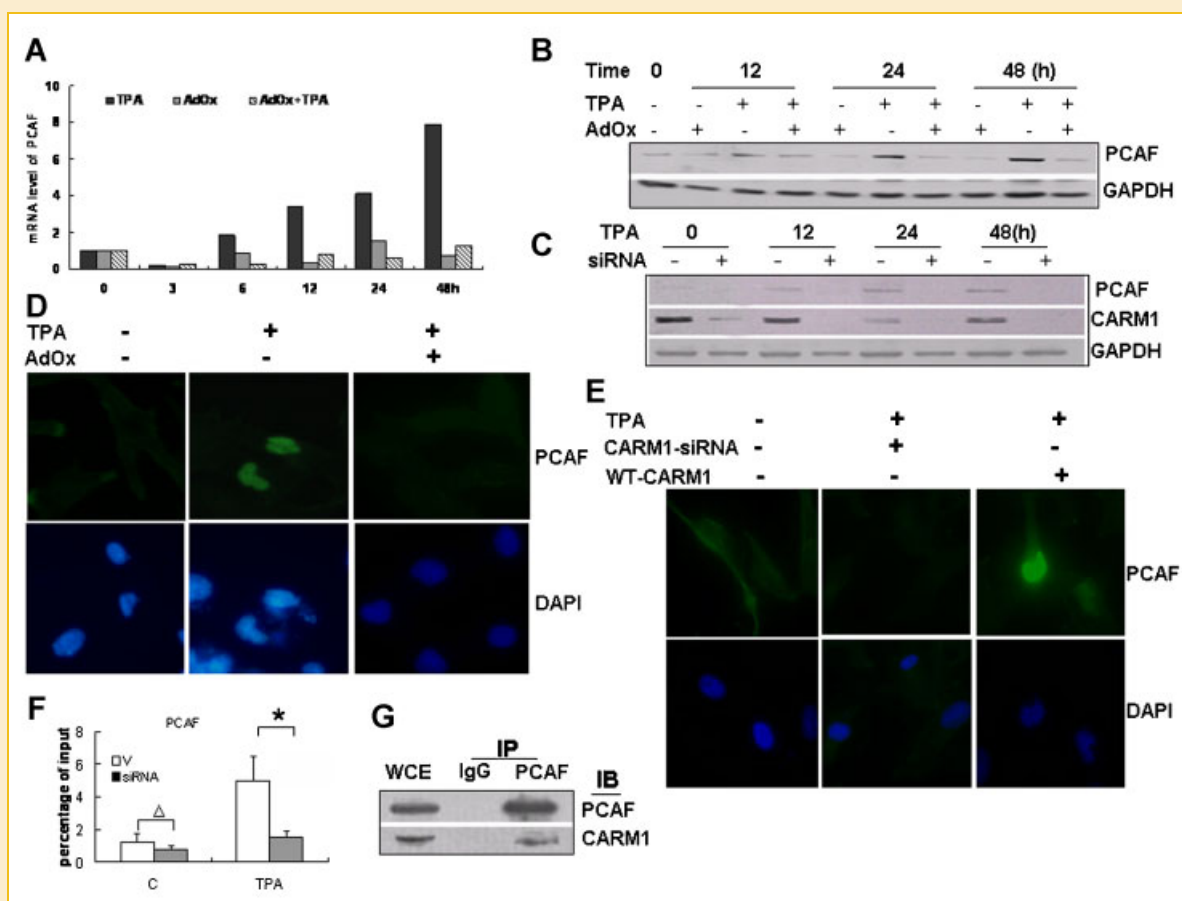 A
10
8
6
4
2
0
mRNA level of PCAF
TPA AdOx AdOx+TPA
0 3 6 12 24 48h
B
Time 0 12 24 48 (h)
TPA - - + + - + + - + +
AdOx - + - + + - + + - +
PCAF
GAPDH
C
TPA 0 12 24 48(h)
siRNA - + - + - + - +
PCAF
CARM1
GAPDH
D
TPA - + +
AdOx - - +
PCAF
DAPI
E
TPA - + +
CARM1-siRNA - + -
WT-CARM1 - - +
PCAF
DAPI
F
PCAF
percentage of input
8
6
4
2
0
V
siRNA
Δ
*
C TPA
G
IP
WCE IgG PCAF IB
PCAF
CARM1